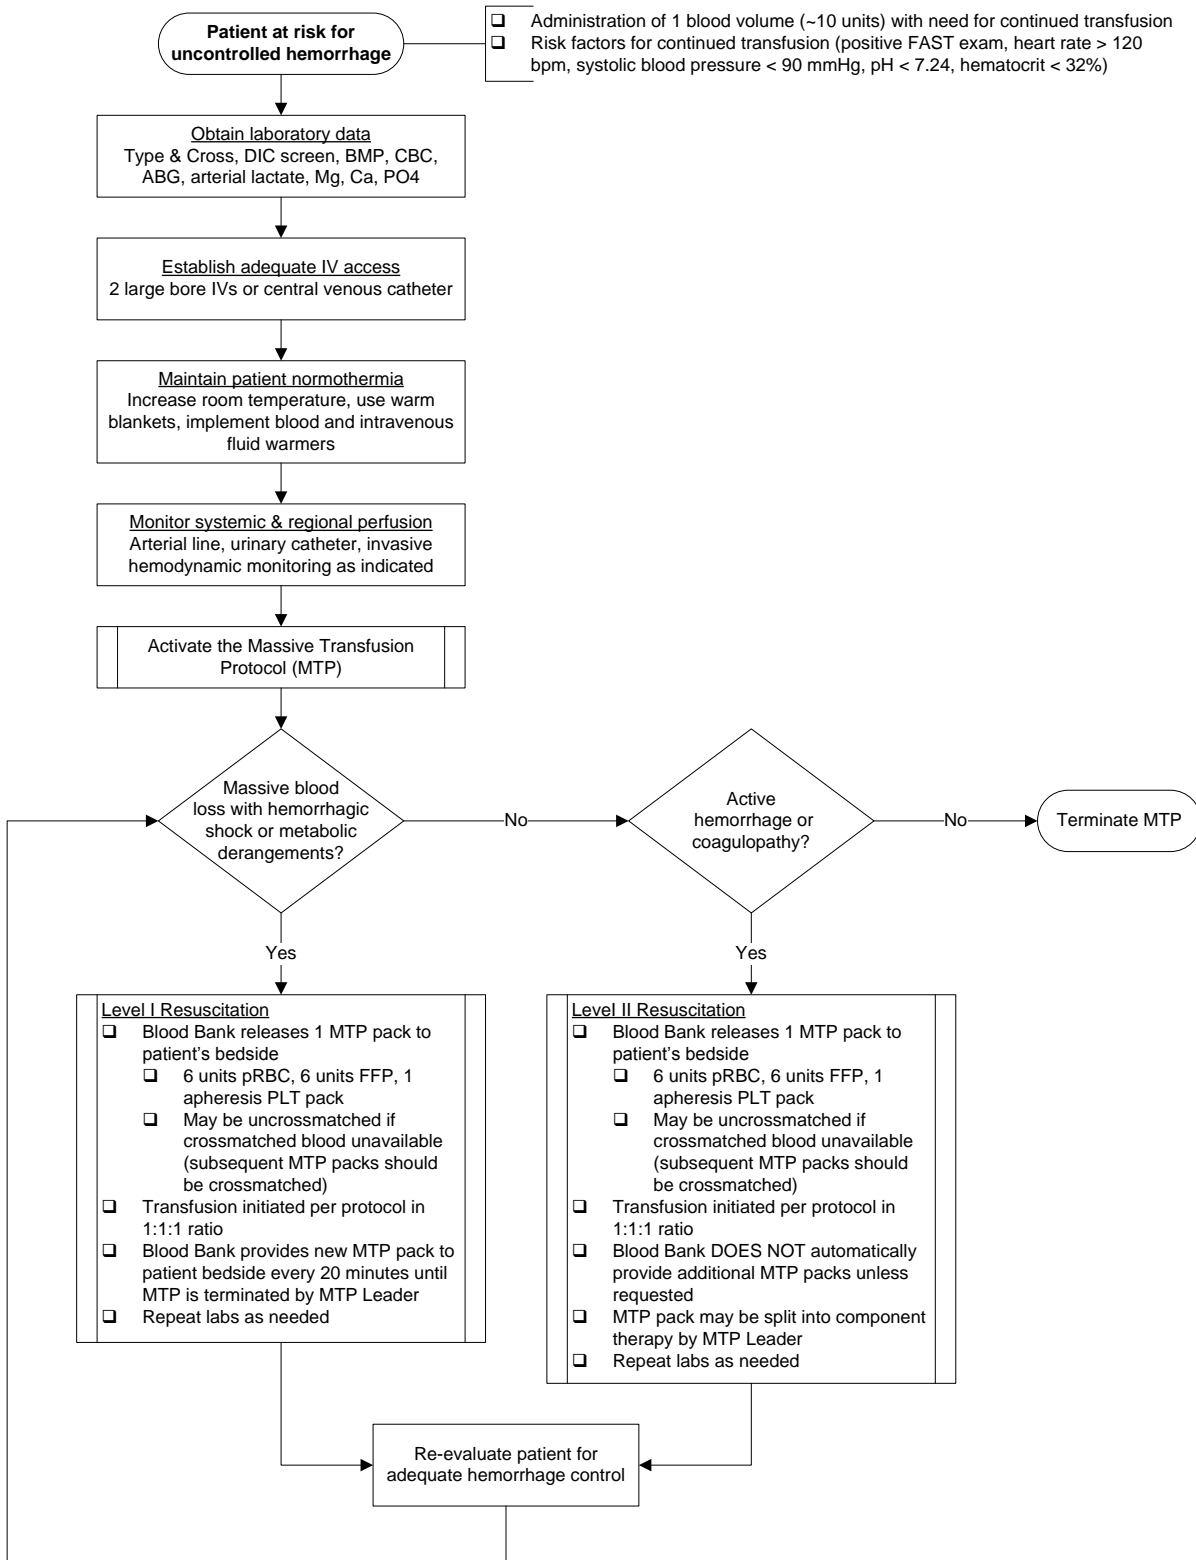 Patient at risk for
uncontrolled hemorrhage
❑ Administration of 1 blood volume (~10 units) with need for continued transfusion
❑ Risk factors for continued transfusion (positive FAST exam, heart rate > 120
bpm, systolic blood pressure < 90 mmHg, pH < 7.24, hematocrit < 32%)
Obtain laboratory data
Type & Cross, DIC screen, BMP, CBC,
ABG, arterial lactate, Mg, Ca, PO4
Establish adequate IV access
2 large bore IVs or central venous catheter
Maintain patient normothermia
Increase room temperature, use warm
blankets, implement blood and intravenous
fluid warmers
Monitor systemic & regional perfusion
Arterial line, urinary catheter, invasive
hemodynamic monitoring as indicated
Activate the Massive Transfusion
Protocol (MTP)
Massive blood
loss with hemorrhagic
shock or metabolic
derangements?
No
Active
hemorrhage or
coagulopathy?
No
Terminate MTP
Yes
Yes
Level I Resuscitation
❑ Blood Bank releases 1 MTP pack to
patient's bedside
❑ 6 units pRBC, 6 units FFP, 1
apheresis PLT pack
❑ May be uncrossmatched if
crossmatched blood unavailable
(subsequent MTP packs should
be crossmatched)
❑ Transfusion initiated per protocol in
1:1:1 ratio
❑ Blood Bank provides new MTP pack to
patient bedside every 20 minutes until
MTP is terminated by MTP Leader
❑ Repeat labs as needed
Level II Resuscitation
❑ Blood Bank releases 1 MTP pack to
patient's bedside
❑ 6 units pRBC, 6 units FFP, 1
apheresis PLT pack
❑ May be uncrossmatched if
crossmatched blood unavailable
(subsequent MTP packs should
be crossmatched)
❑ Transfusion initiated per protocol in
1:1:1 ratio
❑ Blood Bank DOES NOT automatically
provide additional MTP packs unless
requested
❑ MTP pack may be split into component
therapy by MTP Leader
❑ Repeat labs as needed
Re-evaluate patient for
adequate hemorrhage control